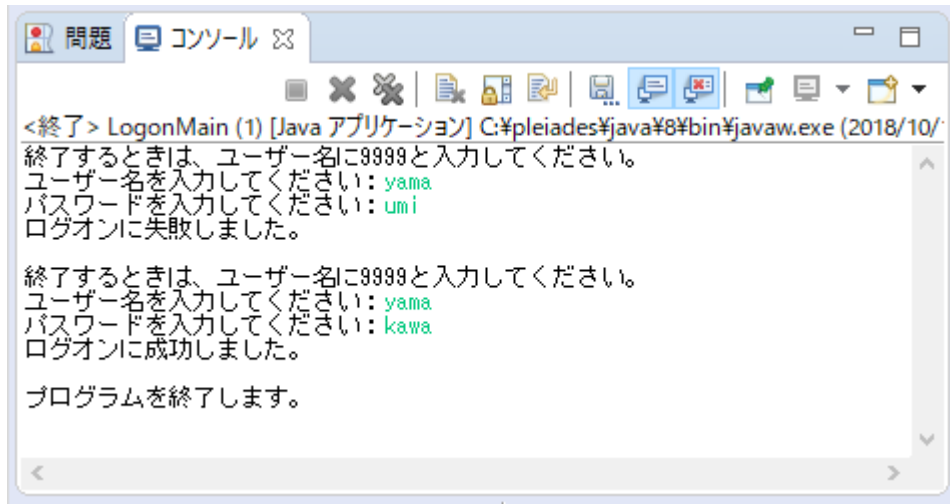 問題 コンソール
<終了> LogonMain (1) [Java アプリケーション] C:¥pleiades¥java¥8¥bin¥javaw.exe (2018/10/
終了するときは、ユーザー名に9999と入力してください。
ユーザー名を入力してください：yama
パスワードを入力してください：umi
ログオンに失敗しました。
終了するときは、ユーザー名に9999と入力してください。
ユーザー名を入力してください：yama
パスワードを入力してください：kawa
ログオンに成功しました。
プログラムを終了します。